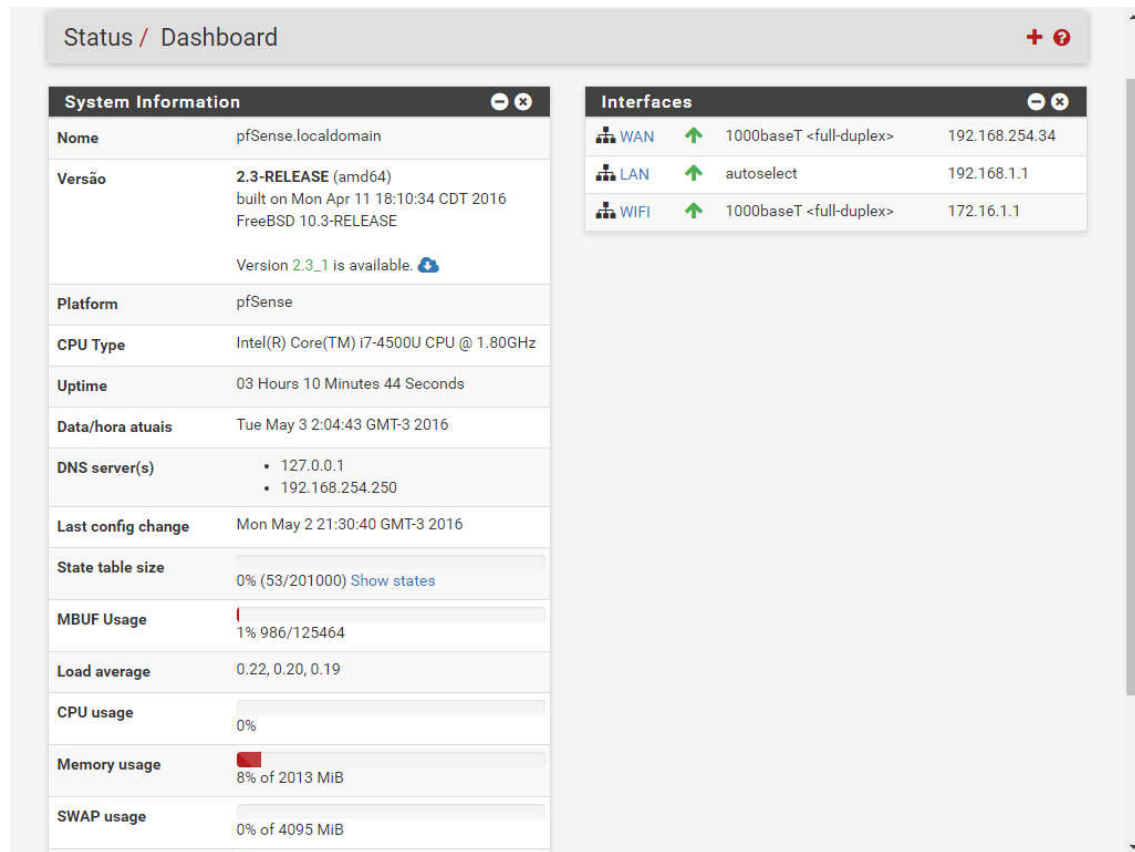 Status / Dashboard
System Information
Nome pfSense.localdomain
Versão 2.3-RELEASE (amd64)
built on Mon Apr 11 18:10:34 CDT 2016
FreeBSD 10.3-RELEASE
Version 2.3_1 is available.
Platform pfSense
CPU Type Intel(R) Core(TM) i7-4500U CPU @ 1.80GHz
Uptime 03 Hours 10 Minutes 44 Seconds
Data/hora atuais Tue May 3 2:04:43 GMT-3 2016
DNS server(s) • 127.0.0.1
• 192.168.254.250
Last config change Mon May 2 21:30:40 GMT-3 2016
State table size
0% (53/201000) Show states
MBUF Usage
1% 986/125464
Load average 0.22, 0.20, 0.19
CPU usage
0%
Memory usage
8% of 2013 MiB
SWAP usage
0% of 4095 MiB
Interfaces
WAN 1000baseT <full-duplex> 192.168.254.34
LAN autoselect 192.168.1.1
WIFI 1000baseT <full-duplex> 172.16.1.1